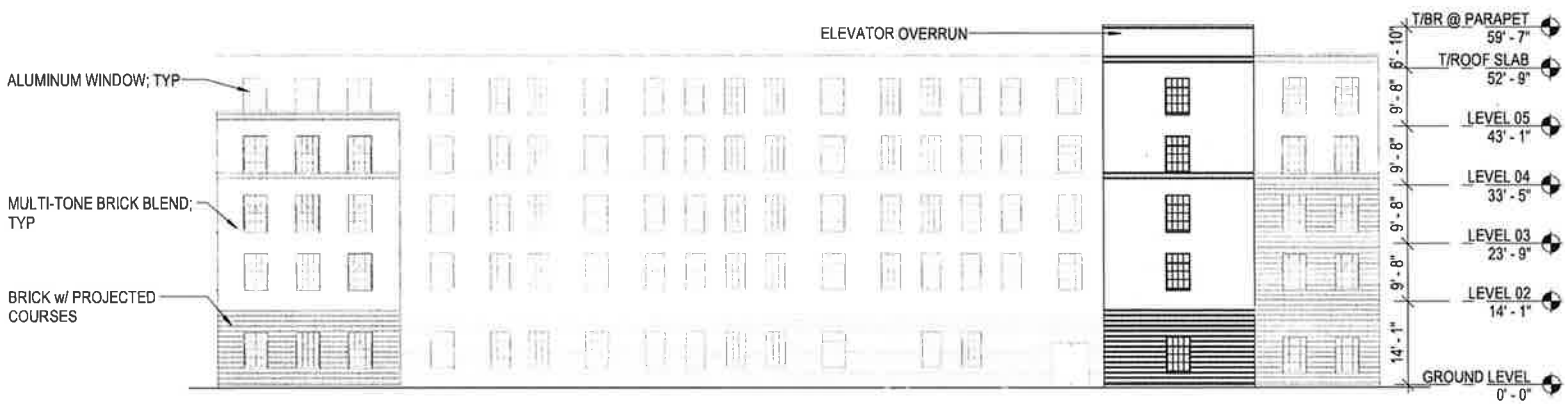 ELEVATOR OVERRUN
ALUMINUM WINDOW; TYP
MULTI-TONE BRICK BLEND;
TYP
BRICK w/ PROJECTED
COURSES
T/BR @ PARAPET
59' - 7"
6' - 10"
T/ROOF SLAB
52' - 9"
9' - 8"
LEVEL 05
43' - 1"
9' - 8"
LEVEL 04
33' - 5"
9' - 8"
LEVEL 03
23' - 9"
9' - 8"
LEVEL 02
14' - 1"
14' - 1"
GROUND LEVEL
0' - 0"